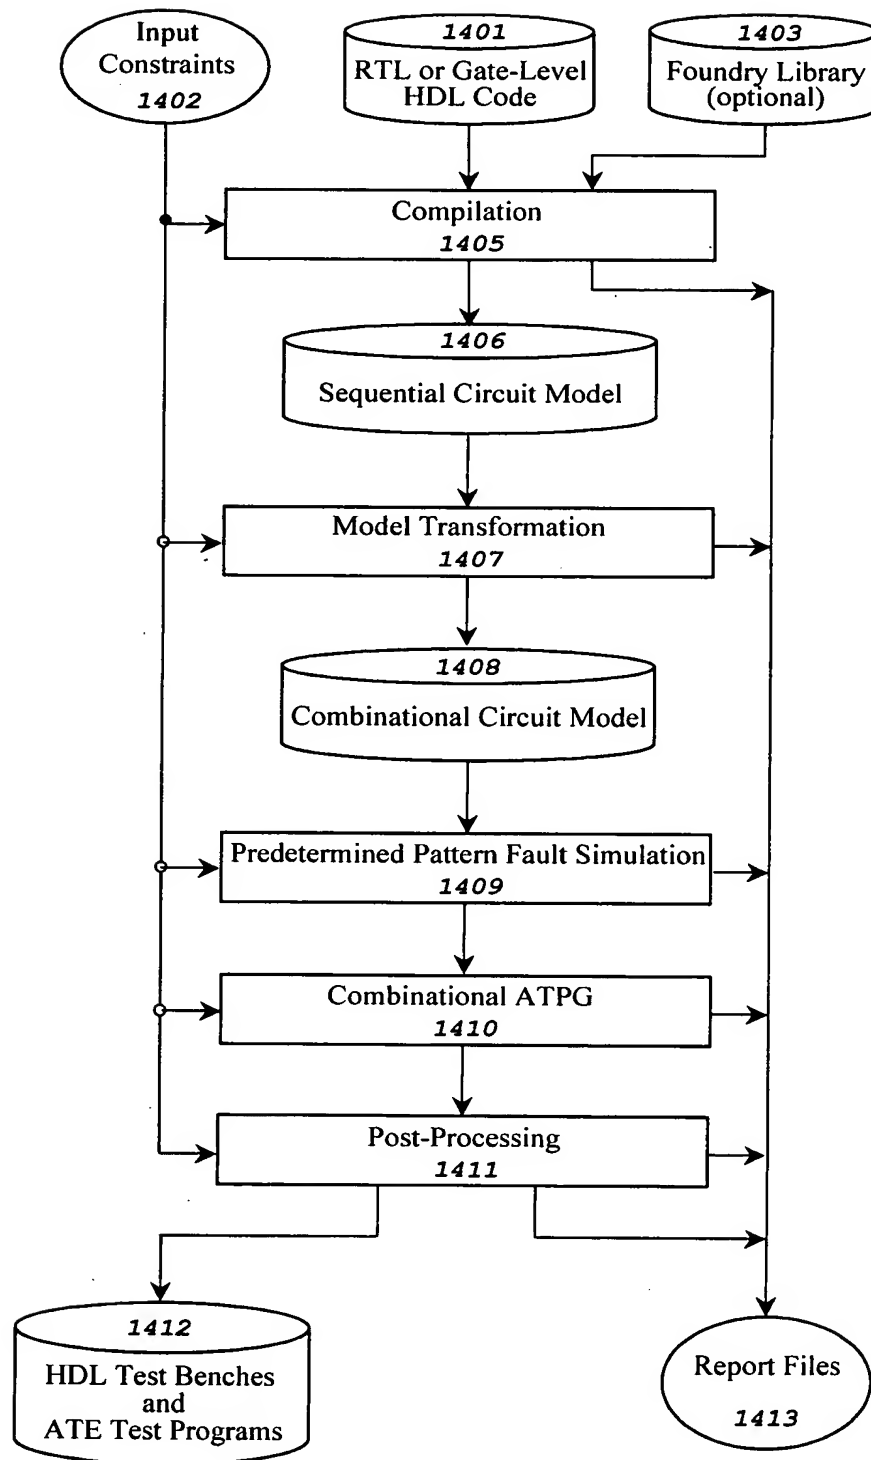 Input
Constraints
1402
1401
RTL or Gate-Level
HDL Code
1403
Foundry Library
(optional)
Compilation
1405
1406
Sequential Circuit Model
Model Transformation
1407
1408
Combinational Circuit Model
Predetermined Pattern Fault Simulation
1409
Combinational ATPG
1410
Post-Processing
1411
1412
HDL Test Benches
and
ATE Test Programs
Report Files
1413